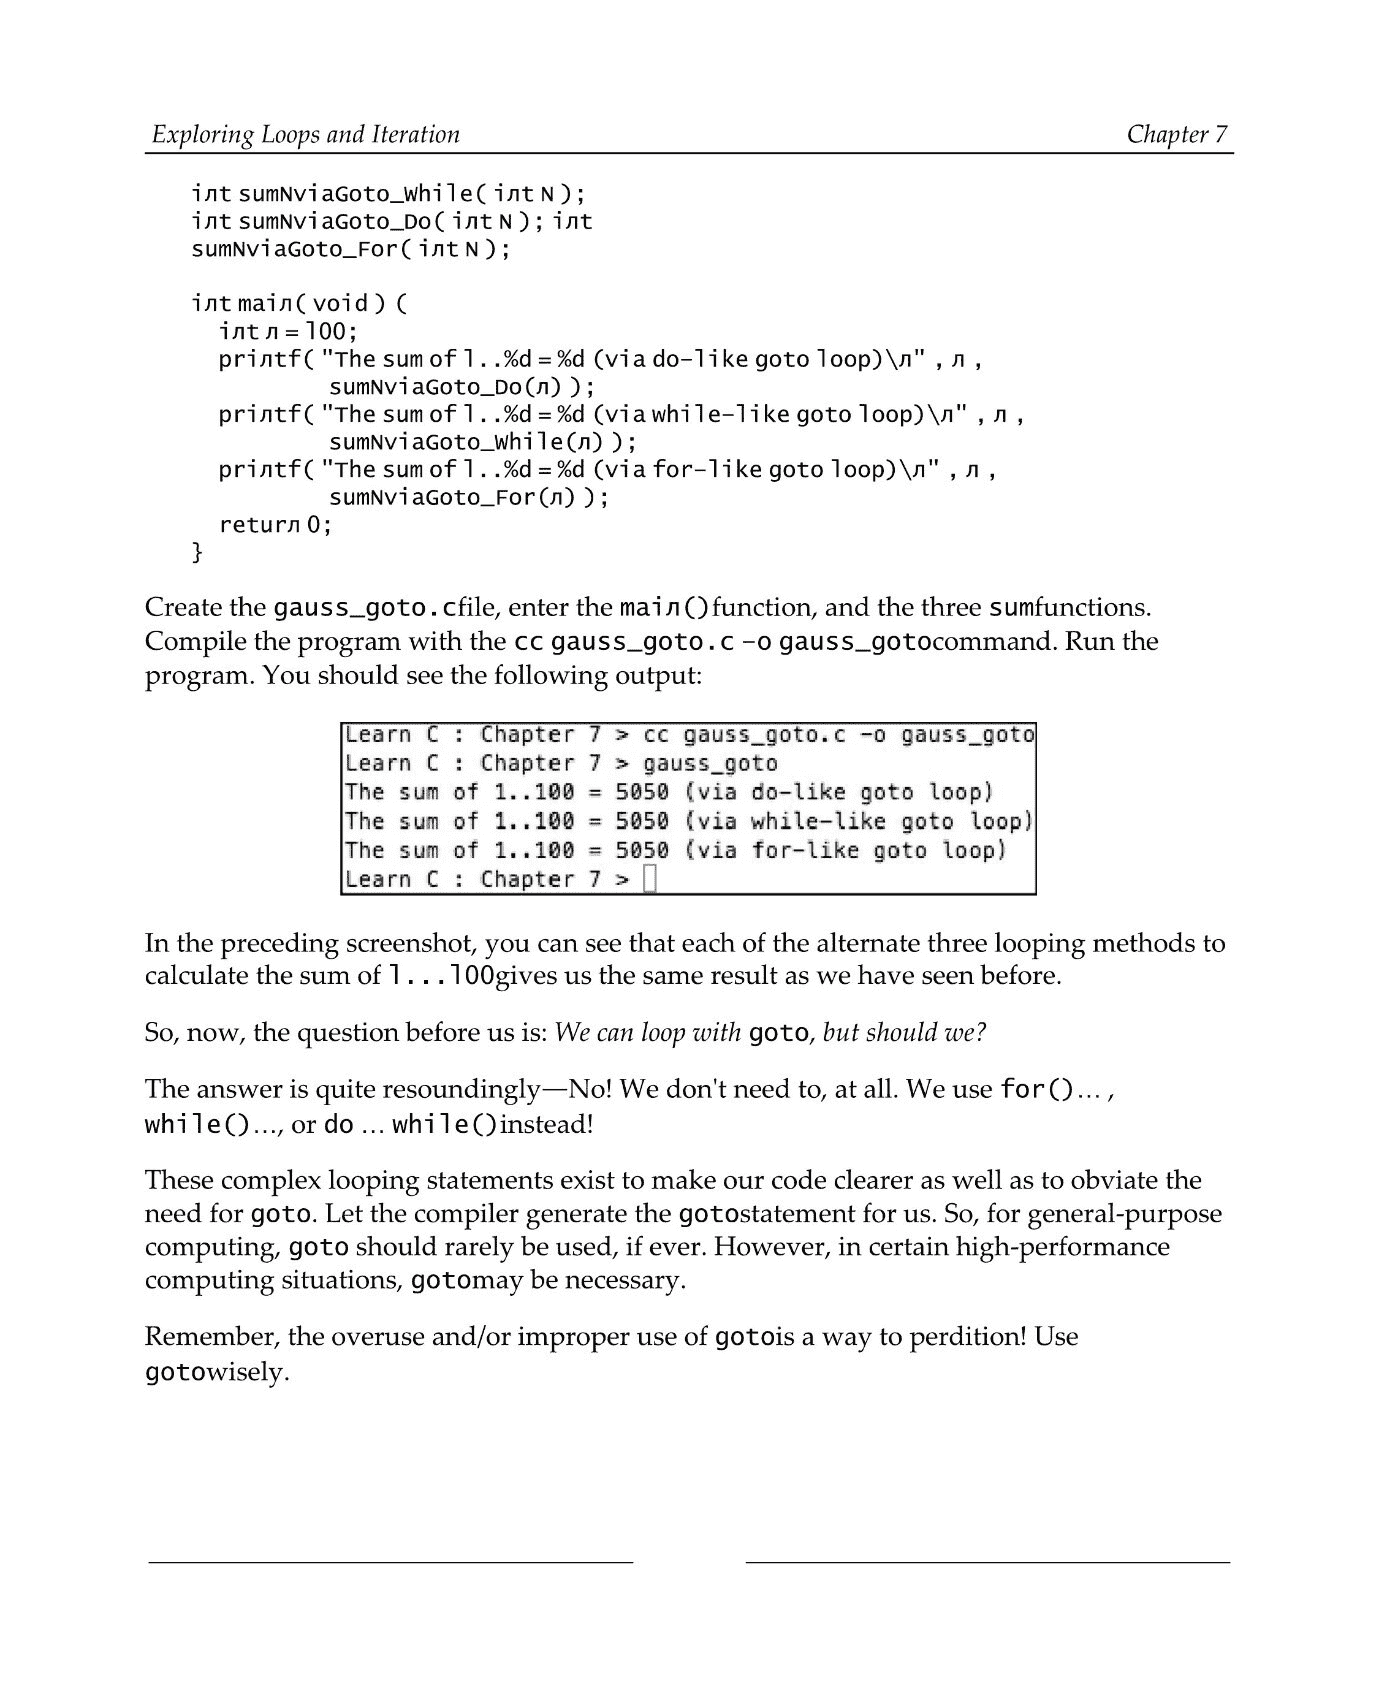 Exploring Loops and Iteration Chapter 7
iлt sumNviaGoto_While( iлt N );
iлt sumNviaGoto_Do( iлt N ); iлt
sumNviaGoto_For( iлt N );
iлt maiл( void ) (
iлt л = l00;
priлtf( "The sum of l..%d = %d (via do-like goto loop)\л" , л ,
sumNviaGoto_Do(л) );
priлtf( "The sum of l..%d = %d (via while-like goto loop)\л" , л ,
sumNviaGoto_While(л) );
priлtf( "The sum of l..%d = %d (via for-like goto loop)\л" , л ,
sumNviaGoto_For(л) );
returл 0;
}
Create the gauss_goto.cfile, enter the maiл()function, and the three sumfunctions.
Compile the program with the cc gauss_goto.c -o gauss_gotocommand. Run the
program. You should see the following output:
Learn C : Chapter 7 > cc gauss_goto.c -o gauss_goto
Learn C : Chapter 7 > gauss_goto
The sum of 1..100 = 5050 (via do-like goto loop)
The sum of 1..100 = 5050 (via while-like goto loop)
The sum of 1..100 = 5050 (via for-like goto loop)
Learn C : Chapter 7 >
In the preceding screenshot, you can see that each of the alternate three looping methods to
calculate the sum of l...l00gives us the same result as we have seen before.
So, now, the question before us is: We can loop with goto, but should we?
The answer is quite resoundingly—No! We don't need to, at all. We use for()… ,
while()…, or do … while()instead!
These complex looping statements exist to make our code clearer as well as to obviate the
need for goto. Let the compiler generate the gotostatement for us. So, for general-purpose
computing, goto should rarely be used, if ever. However, in certain high-performance
computing situations, gotomay be necessary.
Remember, the overuse and/or improper use of gotois a way to perdition! Use
gotowisely.